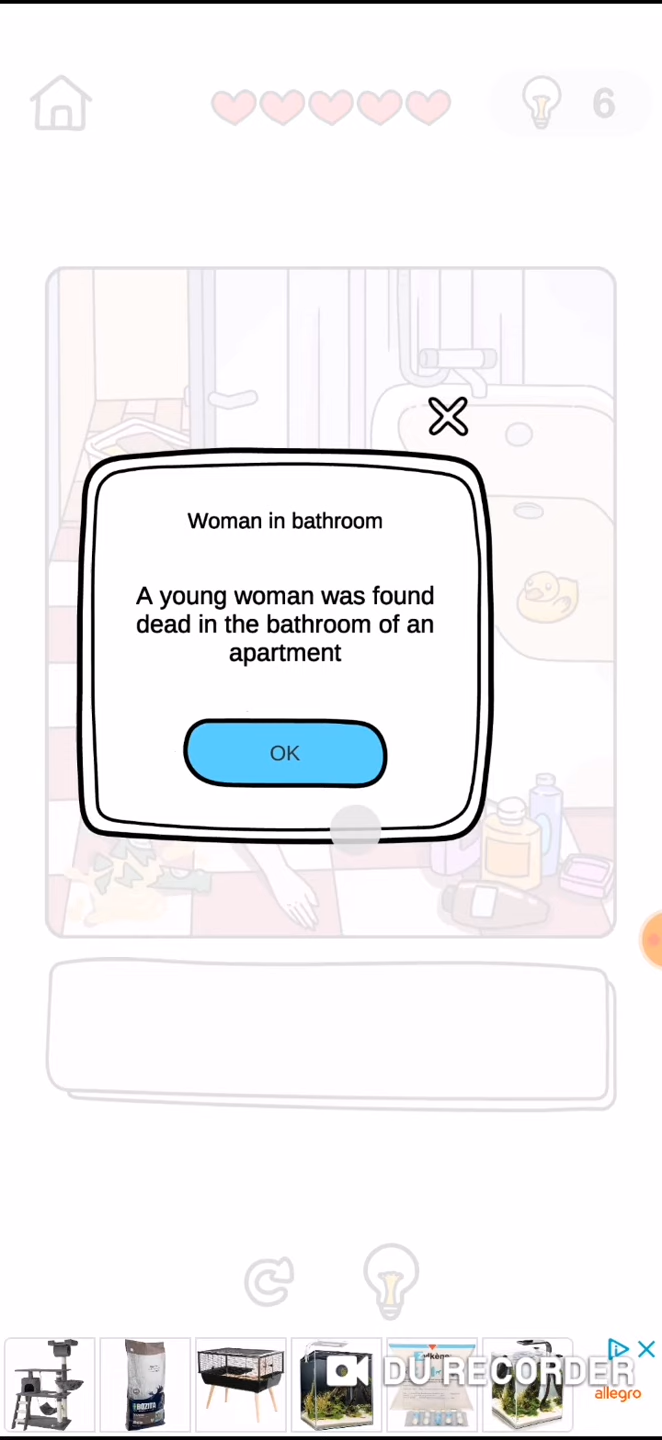 6
Woman in bathroom
A young woman was found
dead in the bathroom of an
apartment
OK
DU RECORDER
allegro